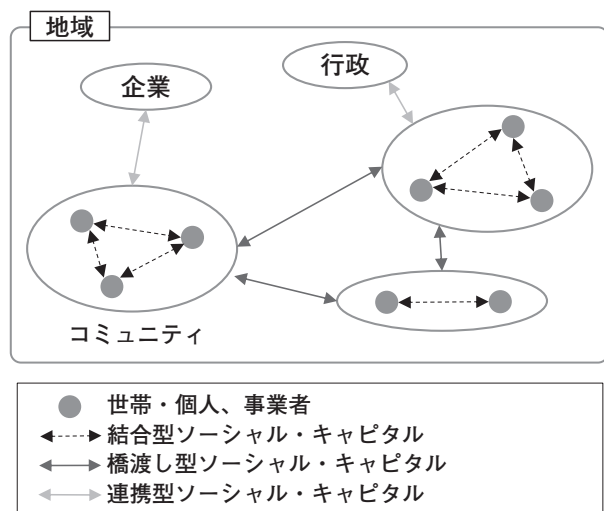 地域
行政
企業
コミュニティ
世帯・個人、事業者
結合型ソーシャル・キャピタル
橋渡し型ソーシャル・キャピタル
連携型ソーシャル・キャピタル